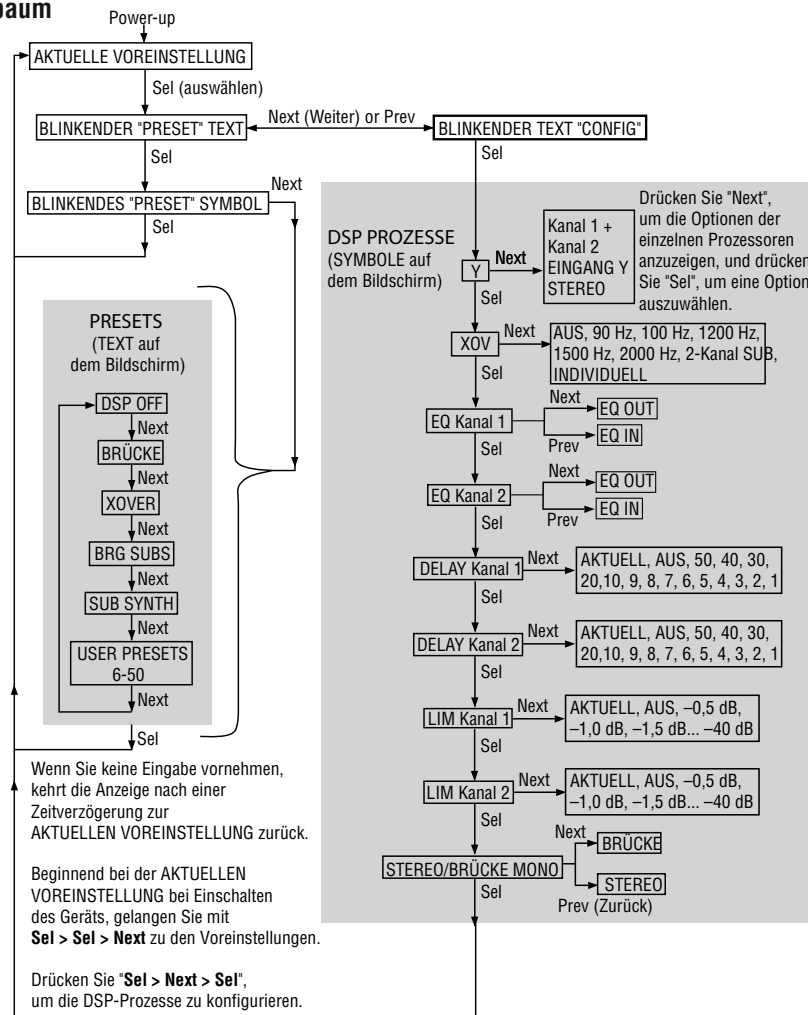 baum
Power-up
AKTUELLE VOREINSTELLUNG
Sel (auswählen)
BLINKENDER "PRESET" TEXT
Next (Weiter) or Prev
BLINKENDER TEXT "CONFIG"
Sel
Sel
BLINKENDES "PRESET" SYMBOL
Next
Sel
PRESETS
(TEXT auf
dem Bildschirm)
DSP OFF
Next
BRÜCKE
Next
XOVER
Next
BRG SUBS
Next
SUB SYNTH
Next
USER PRESETS
6-50
Next
Sel
Wenn Sie keine Eingabe vornehmen,
kehrt die Anzeige nach einer
Zeitverzögerung zur
AKTUELLEN VOREINSTELLUNG zurück.
Beginnend bei der AKTUELLEN
VOREINSTELLUNG bei Einschalten
des Geräts, gelangen Sie mit
Sel > Sel > Next zu den Voreinstellungen.
Drücken Sie "Sel > Next > Sel",
um die DSP-Prozesse zu konfigurieren.
DSP PROZESSE
(SYMBOLE auf
dem Bildschirm)
Y
Next
Kanal 1 +
Kanal 2
EINGANG Y
STEREO
Drücken Sie "Next",
um die Optionen der
einzelnen Prozessoren
anzuzeigen, und drücken
Sie "Sel", um eine Option
auszuwählen.
Sel
XOV
Next
AUS, 90 Hz, 100 Hz, 1200 Hz,
1500 Hz, 2000 Hz, 2-Kanal SUB,
INDIVIDUELL
Sel
EQ Kanal 1
Next
EQ OUT
Prev
EQ IN
Sel
EQ Kanal 2
Next
EQ OUT
Prev
EQ IN
Sel
DELAY Kanal 1
Next
AKTUELL, AUS, 50, 40, 30,
20,10, 9, 8, 7, 6, 5, 4, 3, 2, 1
Sel
DELAY Kanal 2
Next
AKTUELL, AUS, 50, 40, 30,
20,10, 9, 8, 7, 6, 5, 4, 3, 2, 1
Sel
LIM Kanal 1
Next
AKTUELL, AUS, –0,5 dB,
–1,0 dB, –1,5 dB... –40 dB
Sel
LIM Kanal 2
Next
AKTUELL, AUS, –0,5 dB,
–1,0 dB, –1,5 dB... –40 dB
Sel
STEREO/BRÜCKE MONO
Next
BRÜCKE
STEREO
Prev (Zurück)
Sel